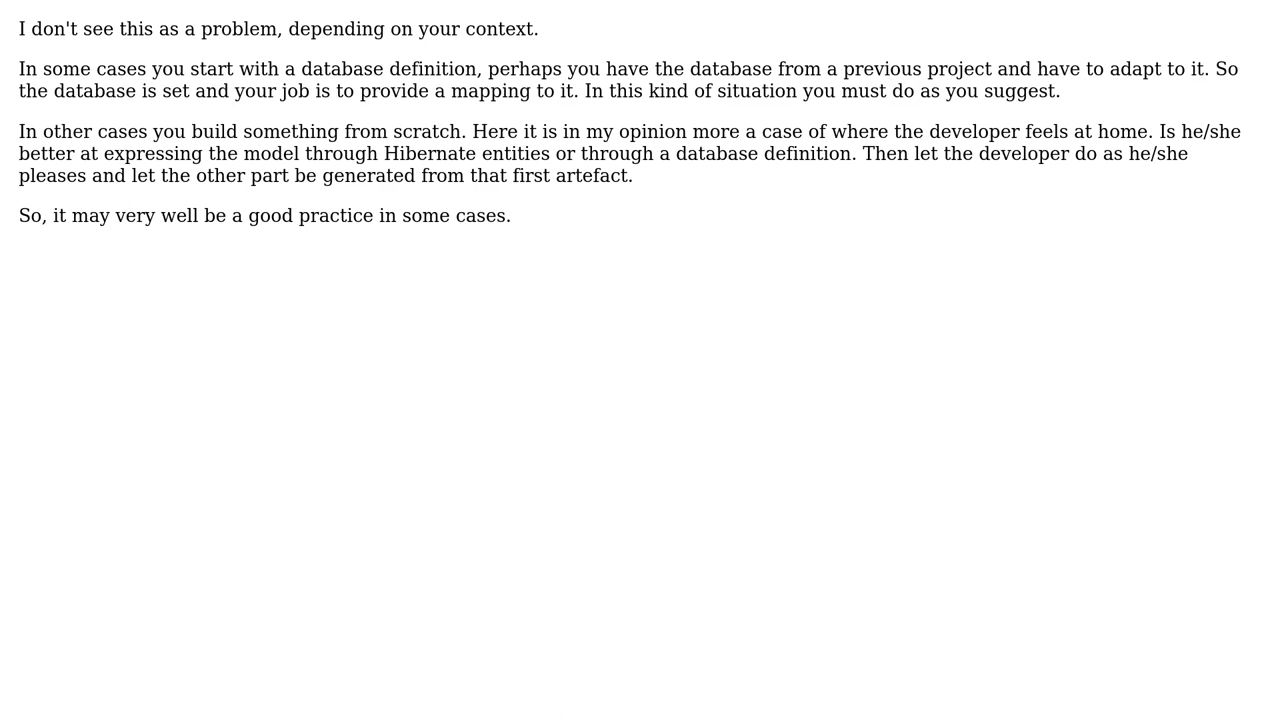 I don't see this as a problem, depending on your context.
In some cases you start with a database definition, perhaps you have the database from a previous project and have to adapt to it. So
the database is set and your job is to provide a mapping to it. In this kind of situation you must do as you suggest.
In other cases you build something from scratch. Here it is in my opinion more a case of where the developer feels at home. Is he/she
better at expressing the model through Hibernate entities or through a database definition. Then let the developer do as he/she
pleases and let the other part be generated from that first artefact.
So, it may very well be a good practice in some cases.